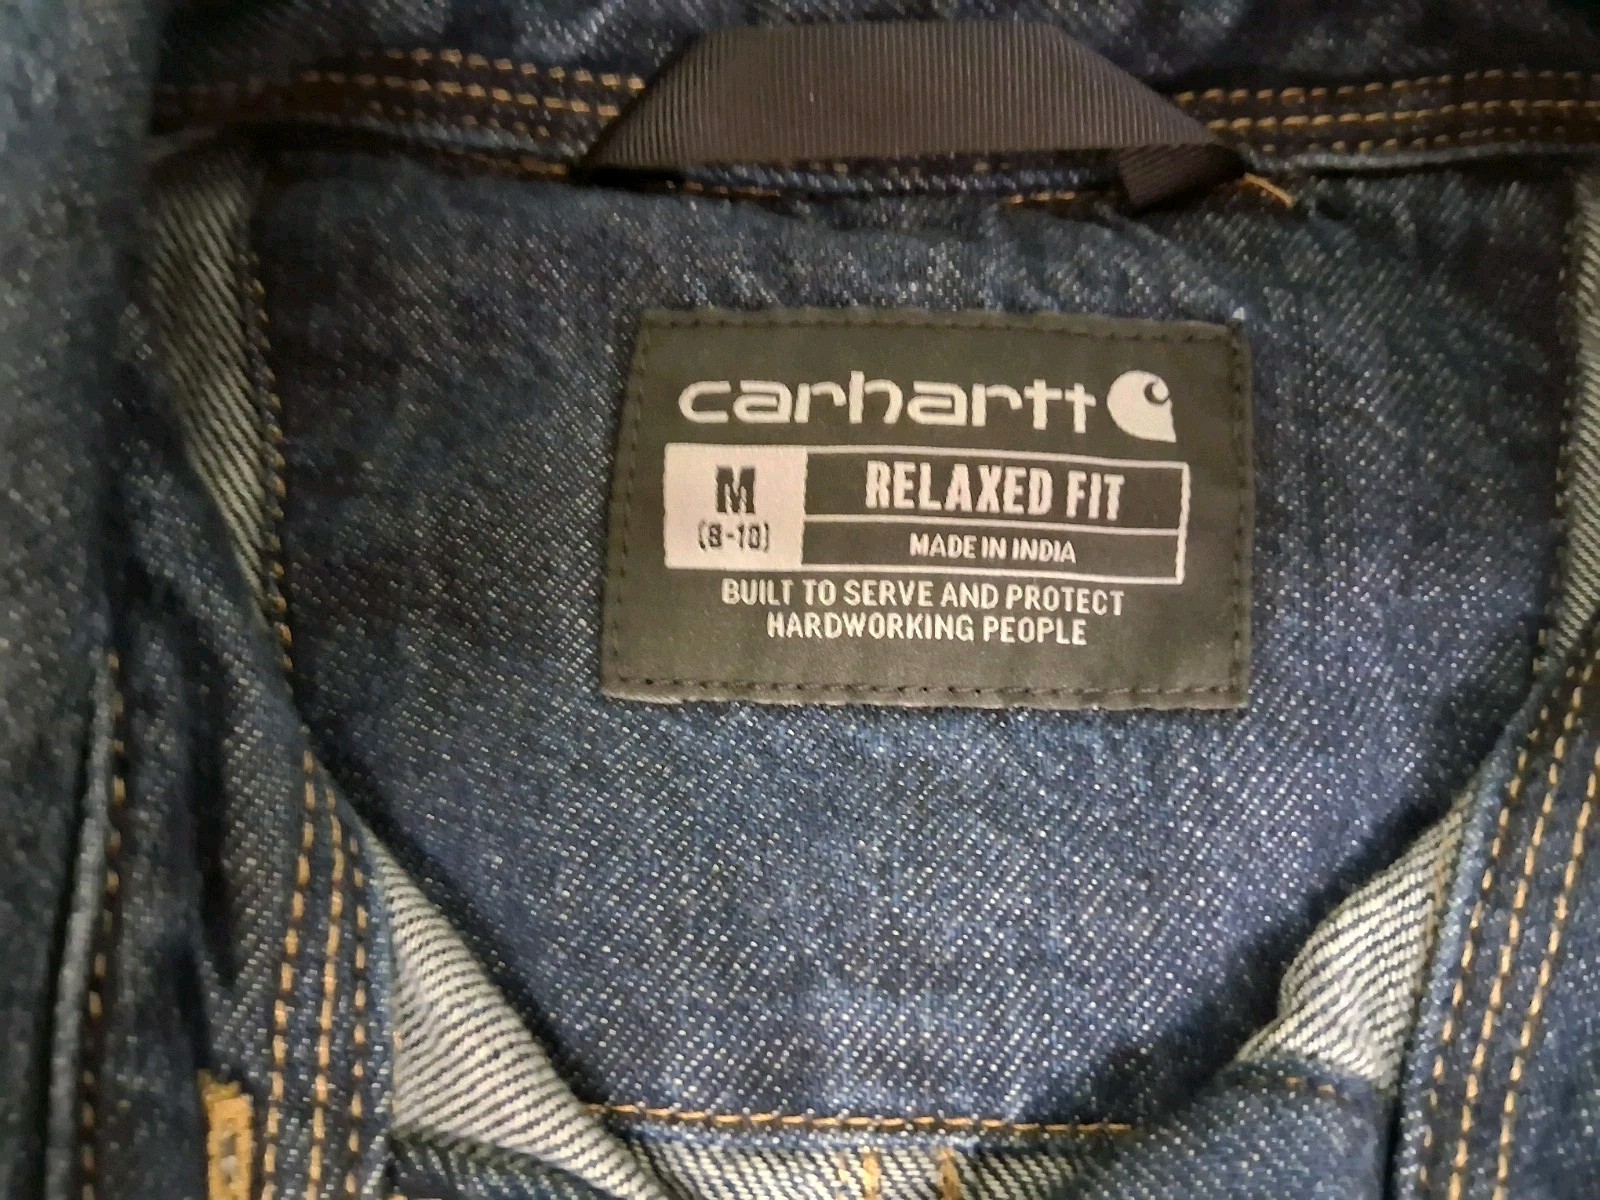 carhartt
M
(8-10)
RELAXED FIT
MADE IN INDIA
BUILT TO SERVE AND PROTECT
HARDWORKING PEOPLE